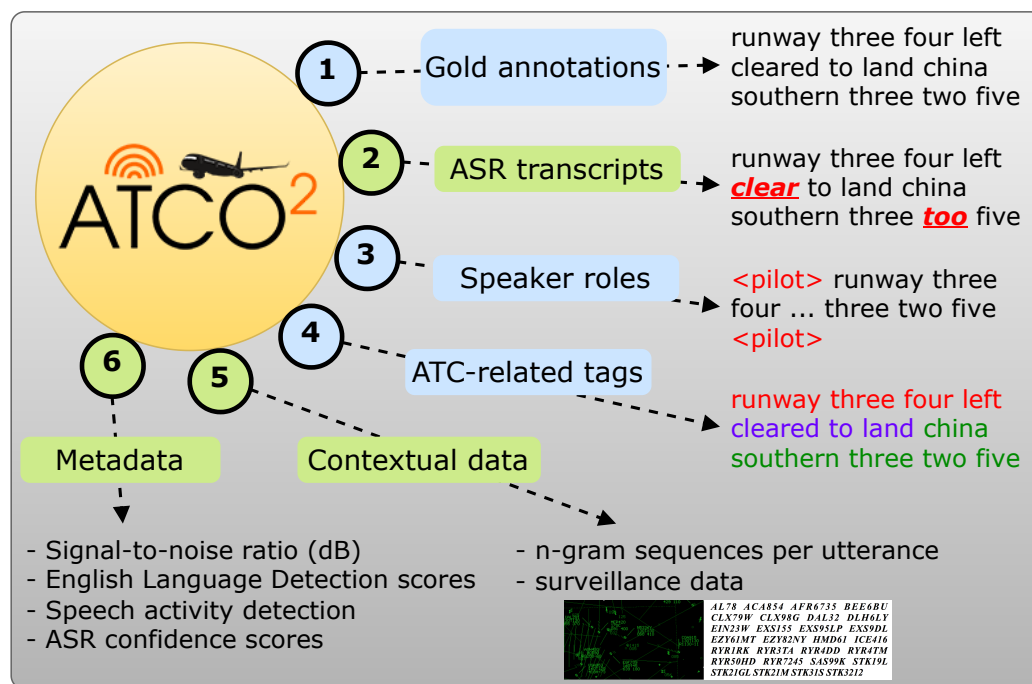 ATCO2
1
Gold annotations
runway three four left
cleared to land china
southern three two five
2
ASR transcripts
runway three four left
clear to land china
southern three too five
3
Speaker roles
<pilot> runway three
four ... three two five
<pilot>
4
ATC-related tags
runway three four left
cleared to land china
southern three two five
5
Contextual data
- n-gram sequences per utterance
- surveillance data
AL78 ACA854 AFR6735 BEE6BU
CLX79W CLX98G DAL32 DLH6LY
EIN23W EXS155 EXS95LP EXS9DL
EZY61MT EZY82NY HMD61 ICE416
RYR1RK RYR3TA RYR4DD RYR4TM
RYR50HD RYR7245 SAS99K STK19L
STK21GL STK21M STK31S STK3212
6
Metadata
- Signal-to-noise ratio (dB)
- English Language Detection scores
- Speech activity detection
- ASR confidence scores